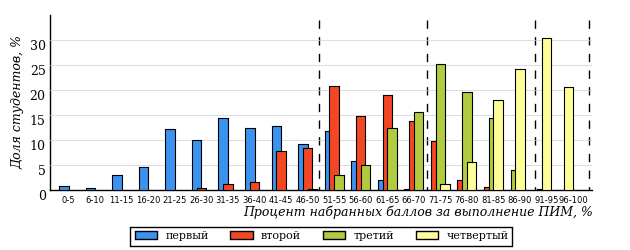 Доля студентов, %
30
25
20
15
10
5
0
0-5 6-10 11-15 16-20 21-25 26-30 31-35 36-40 41-45 46-50 51-55 56-60 61-65 66-70 71-75 76-80 81-85 86-90 91-95 96-100
Процент набранных баллов за выполнение ПИМ, %
первый второй третий четвертый